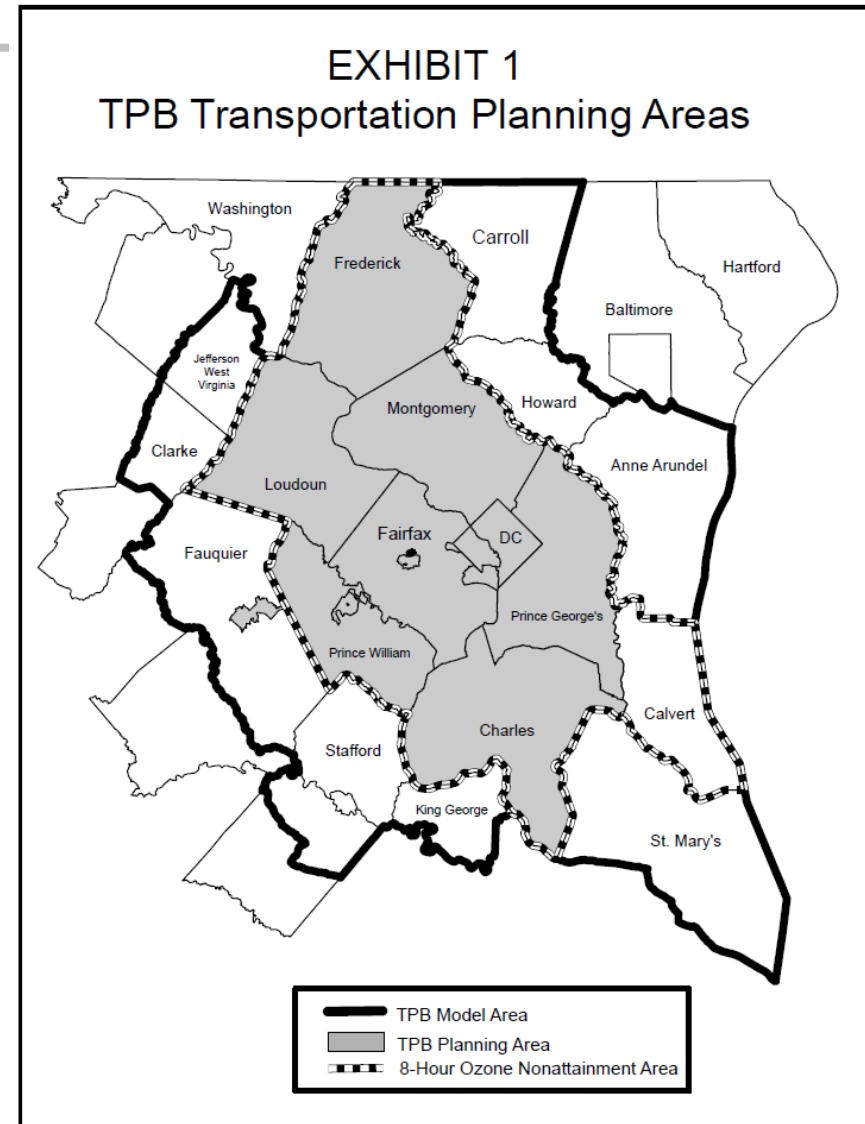 EXHIBIT 1
TPB Transportation Planning Areas
Washington
Carroll
Frederick
Hartford
Baltimore
Jefferson
West
Virginia
Howard
Montgomery
Clarke
Anne Arundel
Loudoun
Fairfax
DC
Fauquier
Prince George's
Prince William
Calvert
Charles
Stafford
King George
St. Mary's
TPB Model Area
TPB Planning Area
8-Hour Ozone Nonattainment Area